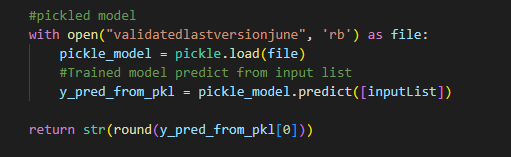 #pickled model
with open("validatedlastversionjune", 'rb') as file:
    pickle_model = pickle.load(file)
    #Trained model predict from input list
    y_pred_from_pkl = pickle_model.predict([inputList])
return str(round(y_pred_from_pkl[0]))